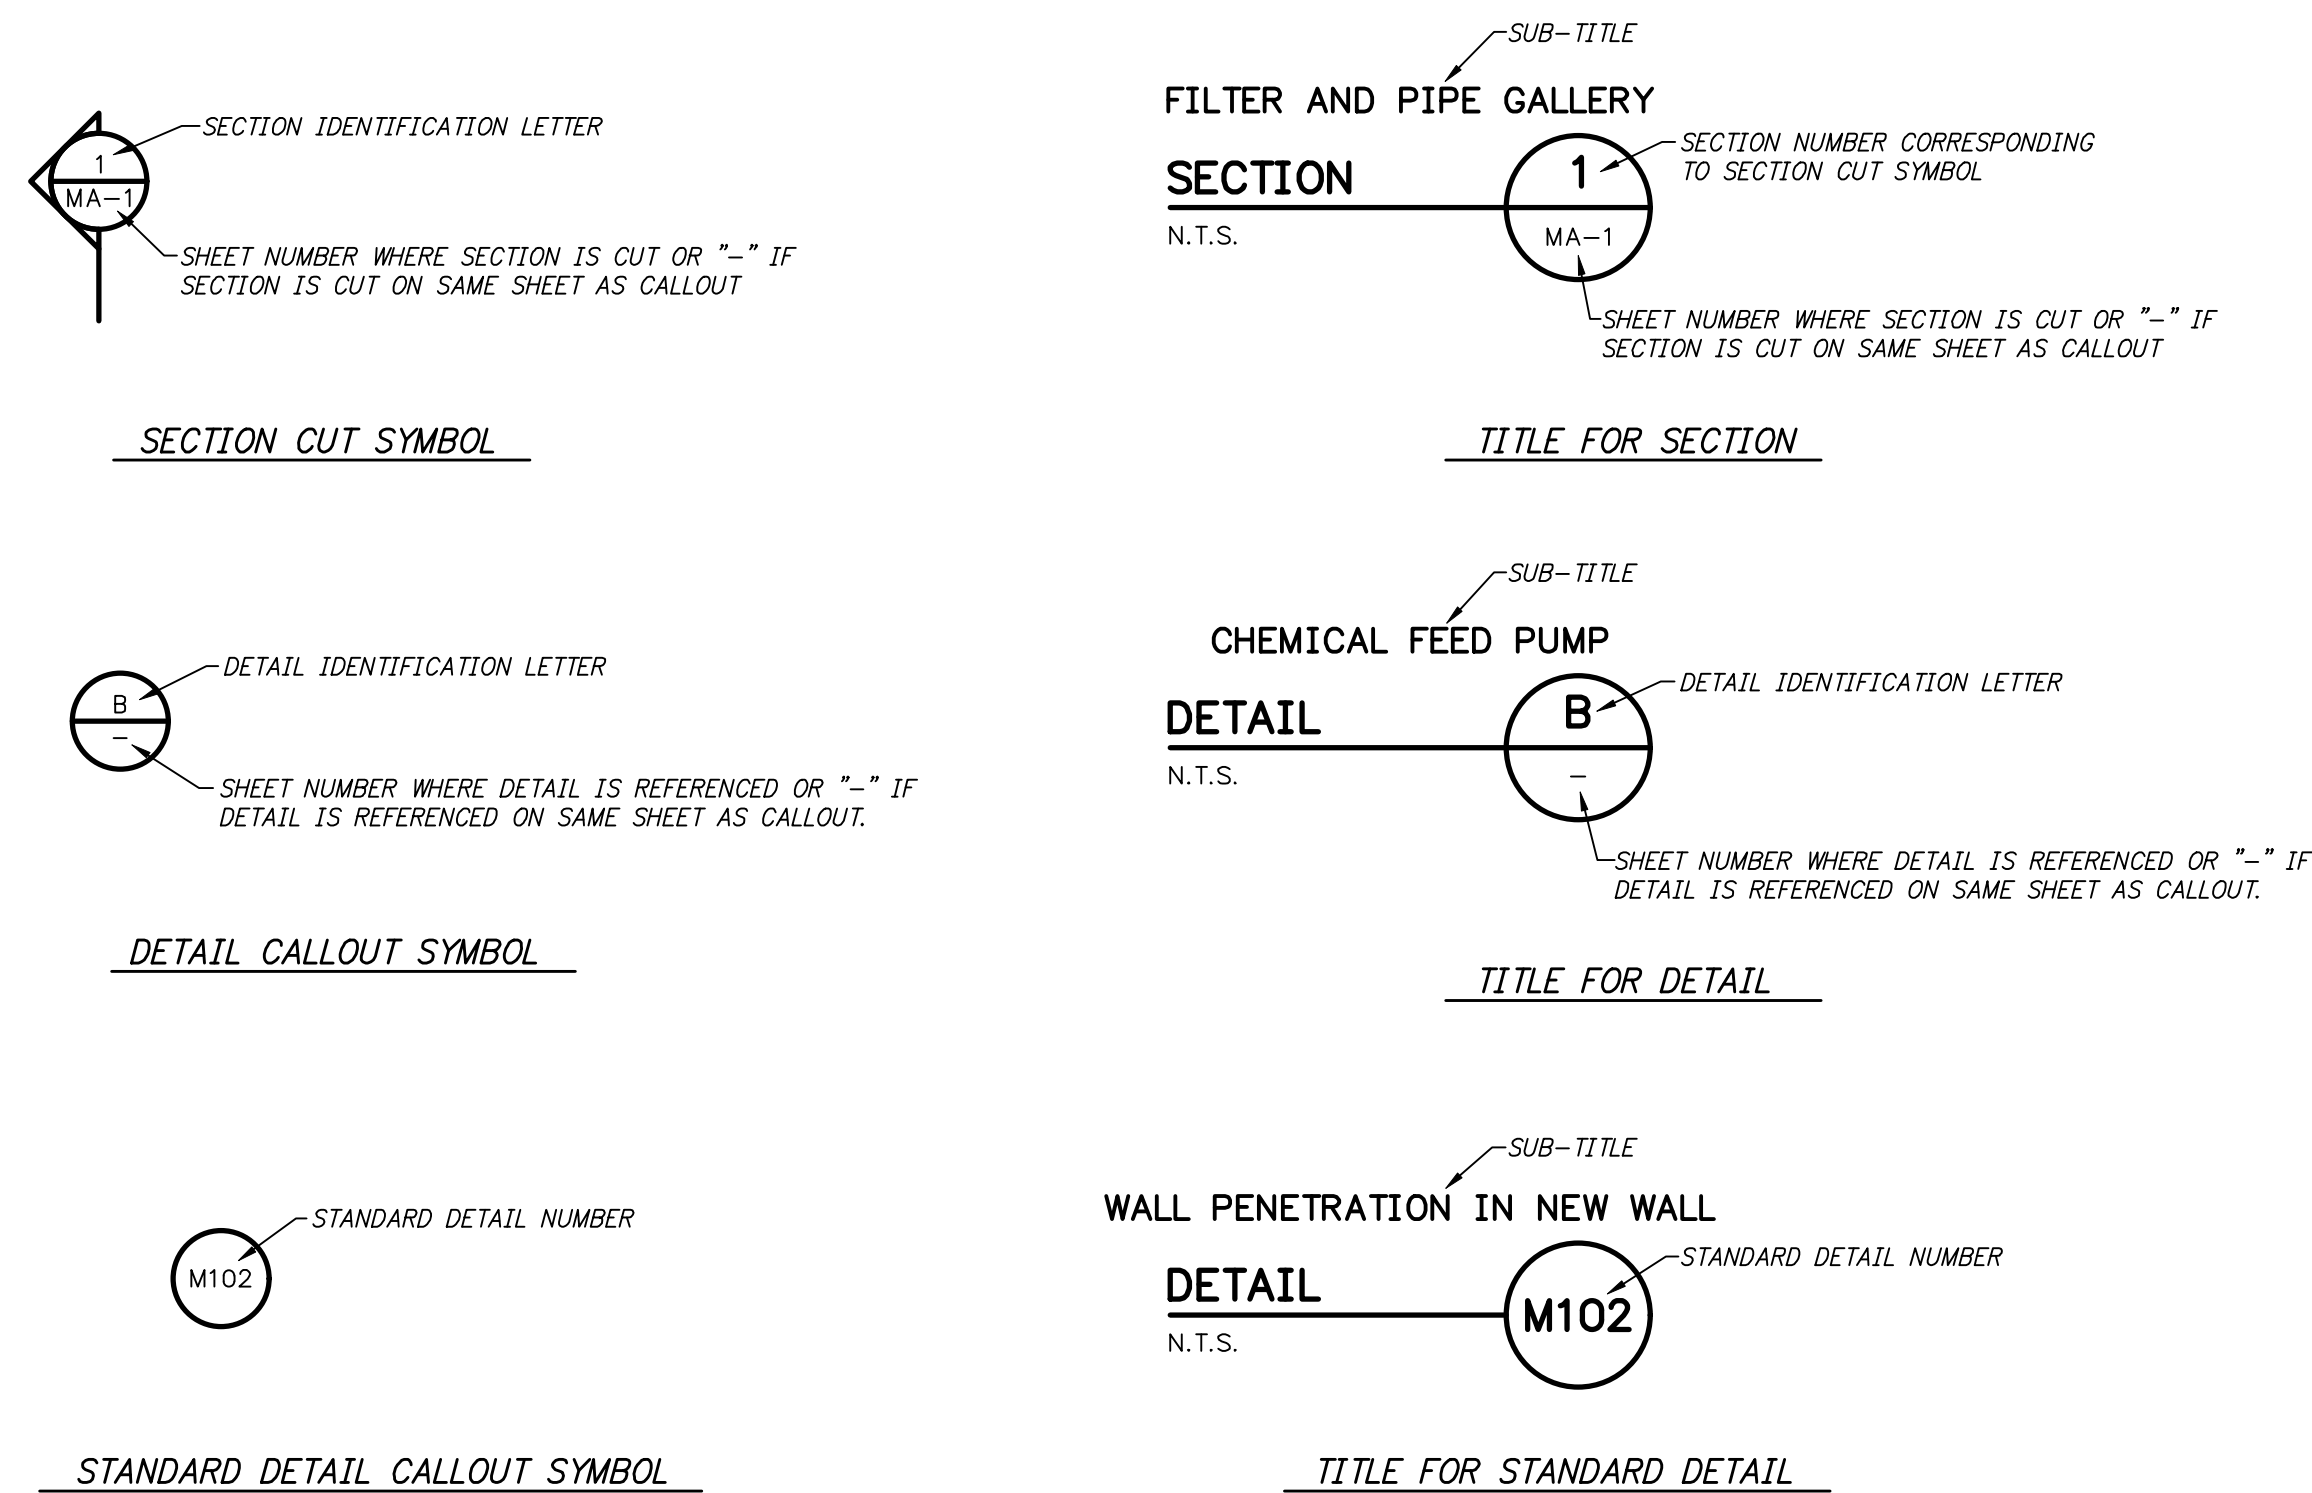 SECTION IDENTIFICATION LETTER
1
MA-1
SHEET NUMBER WHERE SECTION IS CUT OR "-" IF
SECTION IS CUT ON SAME SHEET AS CALLOUT
SECTION CUT SYMBOL
SUB-TITLE
FILTER AND PIPE GALLERY
SECTION
1
SECTION NUMBER CORRESPONDING
TO SECTION CUT SYMBOL
N.T.S.
MA-1
SHEET NUMBER WHERE SECTION IS CUT OR "-" IF
SECTION IS CUT ON SAME SHEET AS CALLOUT
TITLE FOR SECTION
DETAIL IDENTIFICATION LETTER
B
-
SHEET NUMBER WHERE DETAIL IS REFERENCED OR "-" IF
DETAIL IS REFERENCED ON SAME SHEET AS CALLOUT.
DETAIL CALLOUT SYMBOL
SUB-TITLE
CHEMICAL FEED PUMP
DETAIL
B
DETAIL IDENTIFICATION LETTER
N.T.S.
-
SHEET NUMBER WHERE DETAIL IS REFERENCED OR "-" IF
DETAIL IS REFERENCED ON SAME SHEET AS CALLOUT.
TITLE FOR DETAIL
STANDARD DETAIL NUMBER
M102
STANDARD DETAIL CALLOUT SYMBOL
SUB-TITLE
WALL PENETRATION IN NEW WALL
DETAIL
STANDARD DETAIL NUMBER
M102
N.T.S.
TITLE FOR STANDARD DETAIL